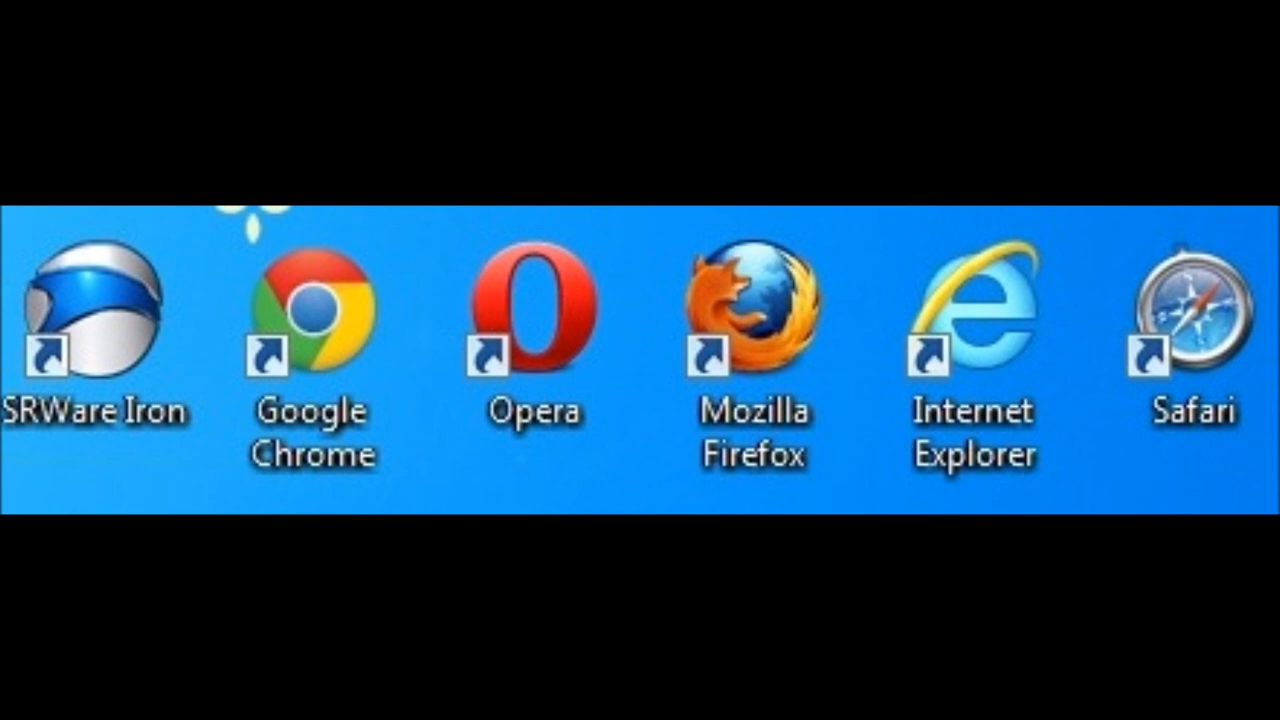 SRWare Iron
Google
Chrome
Opera
Mozilla
Firefox
Internet
Explorer
Safari